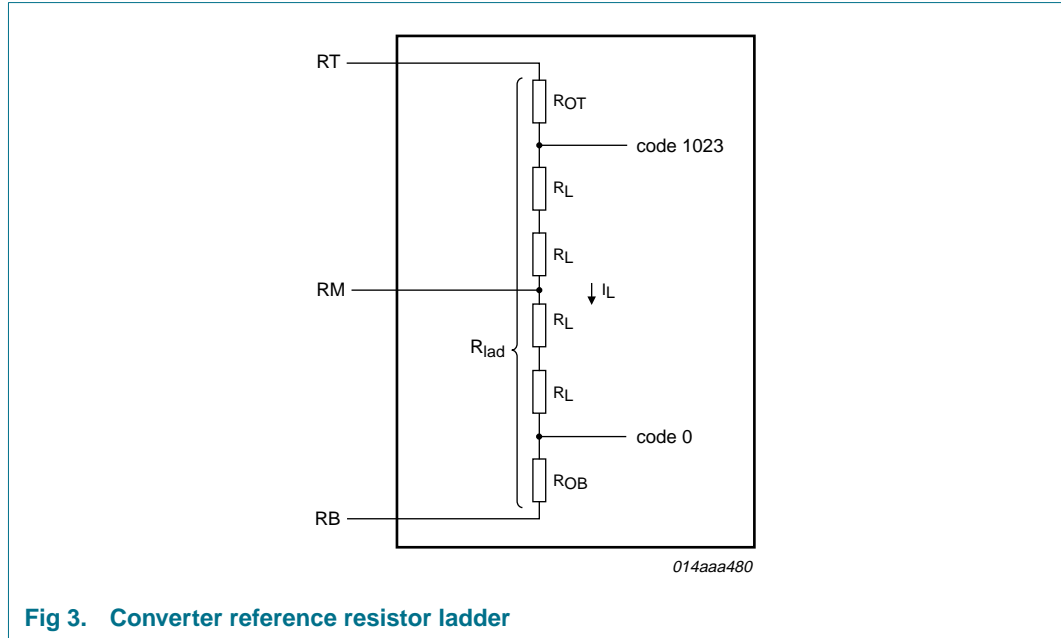 RT
ROT
code 1023
RL
RL
RM
IL
RL
Rlad
RL
code 0
ROB
RB
014aaa480
Fig 3. Converter reference resistor ladder